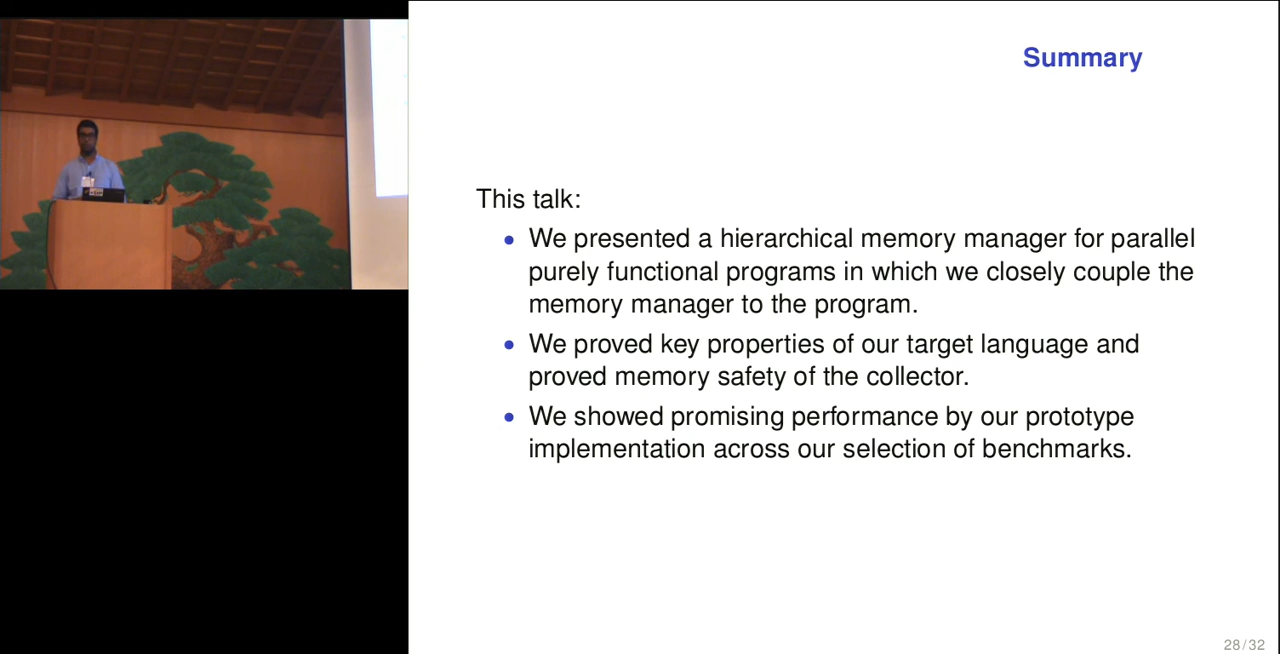 Summary
This talk:
• We presented a hierarchical memory manager for parallel
purely functional programs in which we closely couple the
memory manager to the program.
• We proved key properties of our target language and
proved memory safety of the collector.
• We showed promising performance by our prototype
implementation across our selection of benchmarks.
28/32